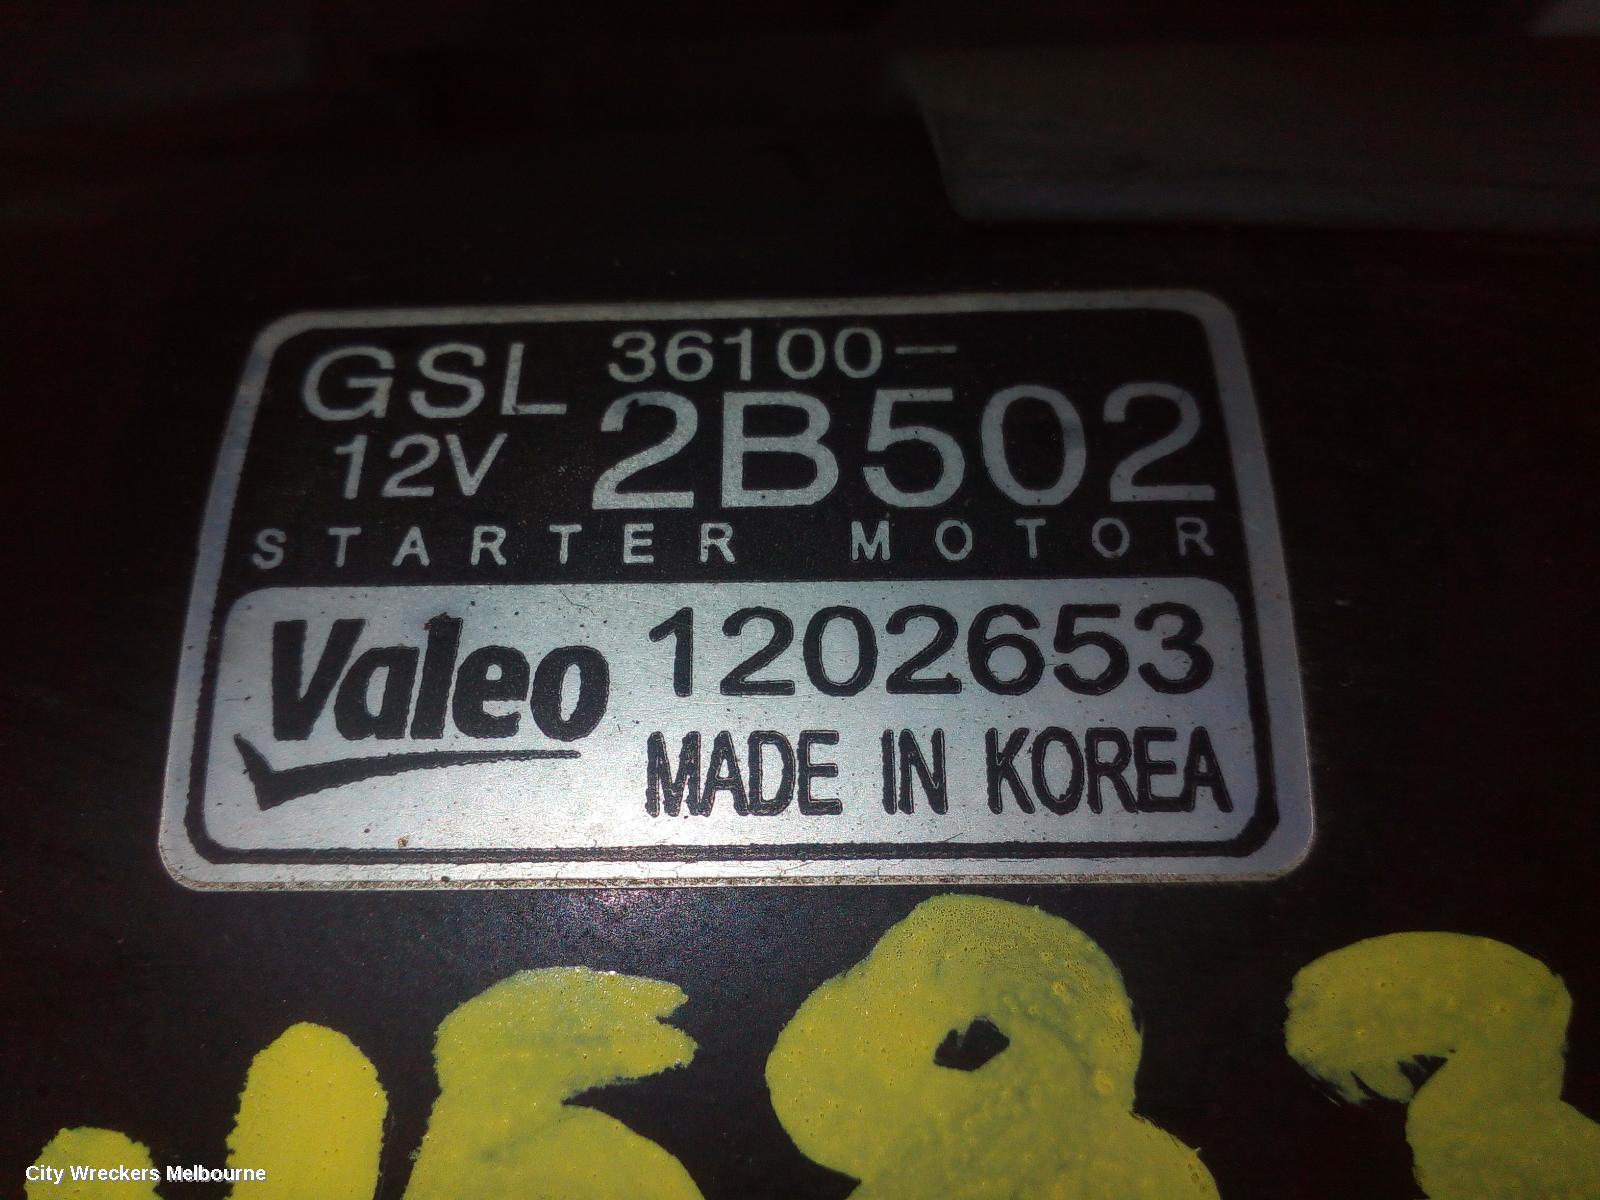 GSL 36100-
12V 2B502
STARTER MOTOR
Valeo 1202653
MADE IN KOREA
City Wreckers Melbourne